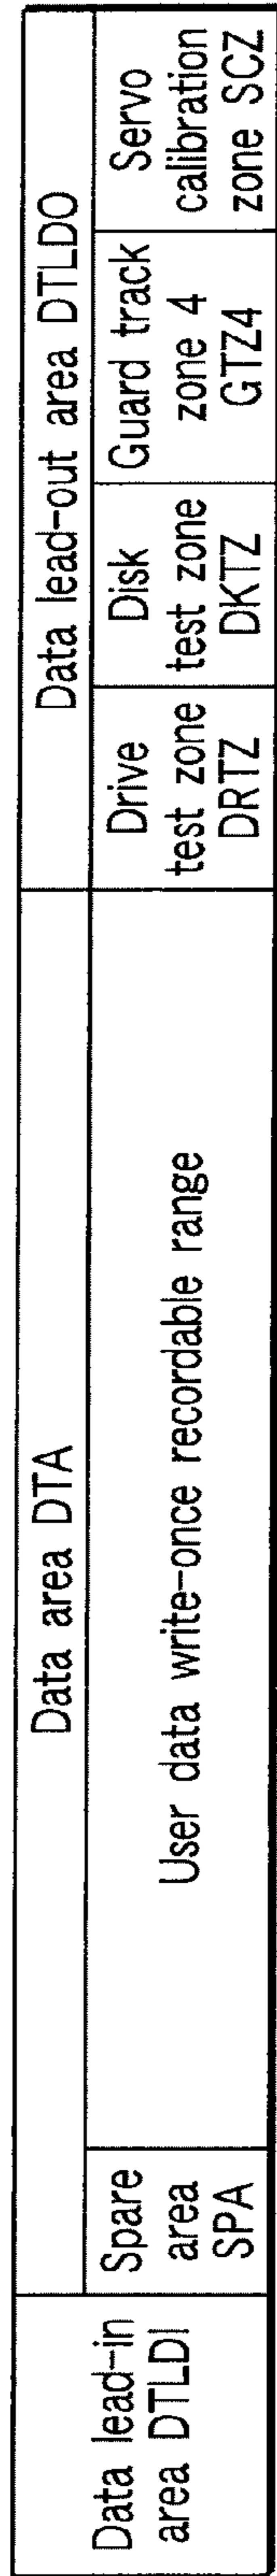 Data lead-in
area DTLDI
Data area DTA
Spare
area
SPA
User data write-once recordable range
Data lead-out area DTLDO
Drive
test zone
DRTZ
Disk
test zone
DKTZ
Guard track
zone 4
GTZ4
Servo
calibration
zone SCZ